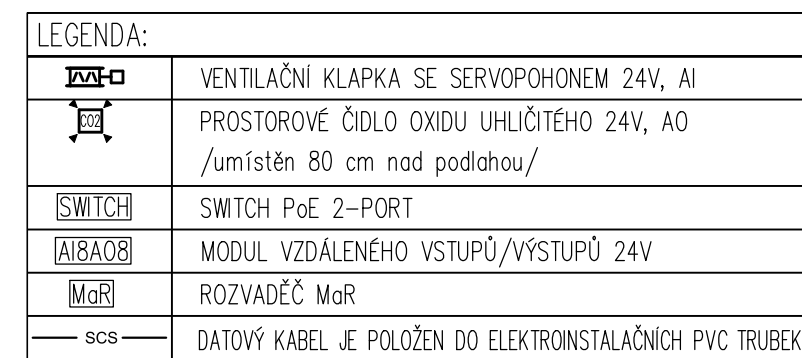 LEGENDA:
VENTILAČNÍ KLAPKA SE SERVOPOHONEM 24V, AI
CO2 PROSTOROVÉ ČIDLO OXIDU UHLIČITÉHO 24V, AO
/umístěn 80 cm nad podlahou/
SWITCH SWITCH PoE 2-PORT
AI8AO8 MODUL VZDÁLENÉHO VSTUPŮ/VÝSTUPŮ 24V
MaR ROZVADĚČ MaR
SCS DATOVÝ KABEL JE POLOŽEN DO ELEKTROINSTALAČNÍCH PVC TRUBEK